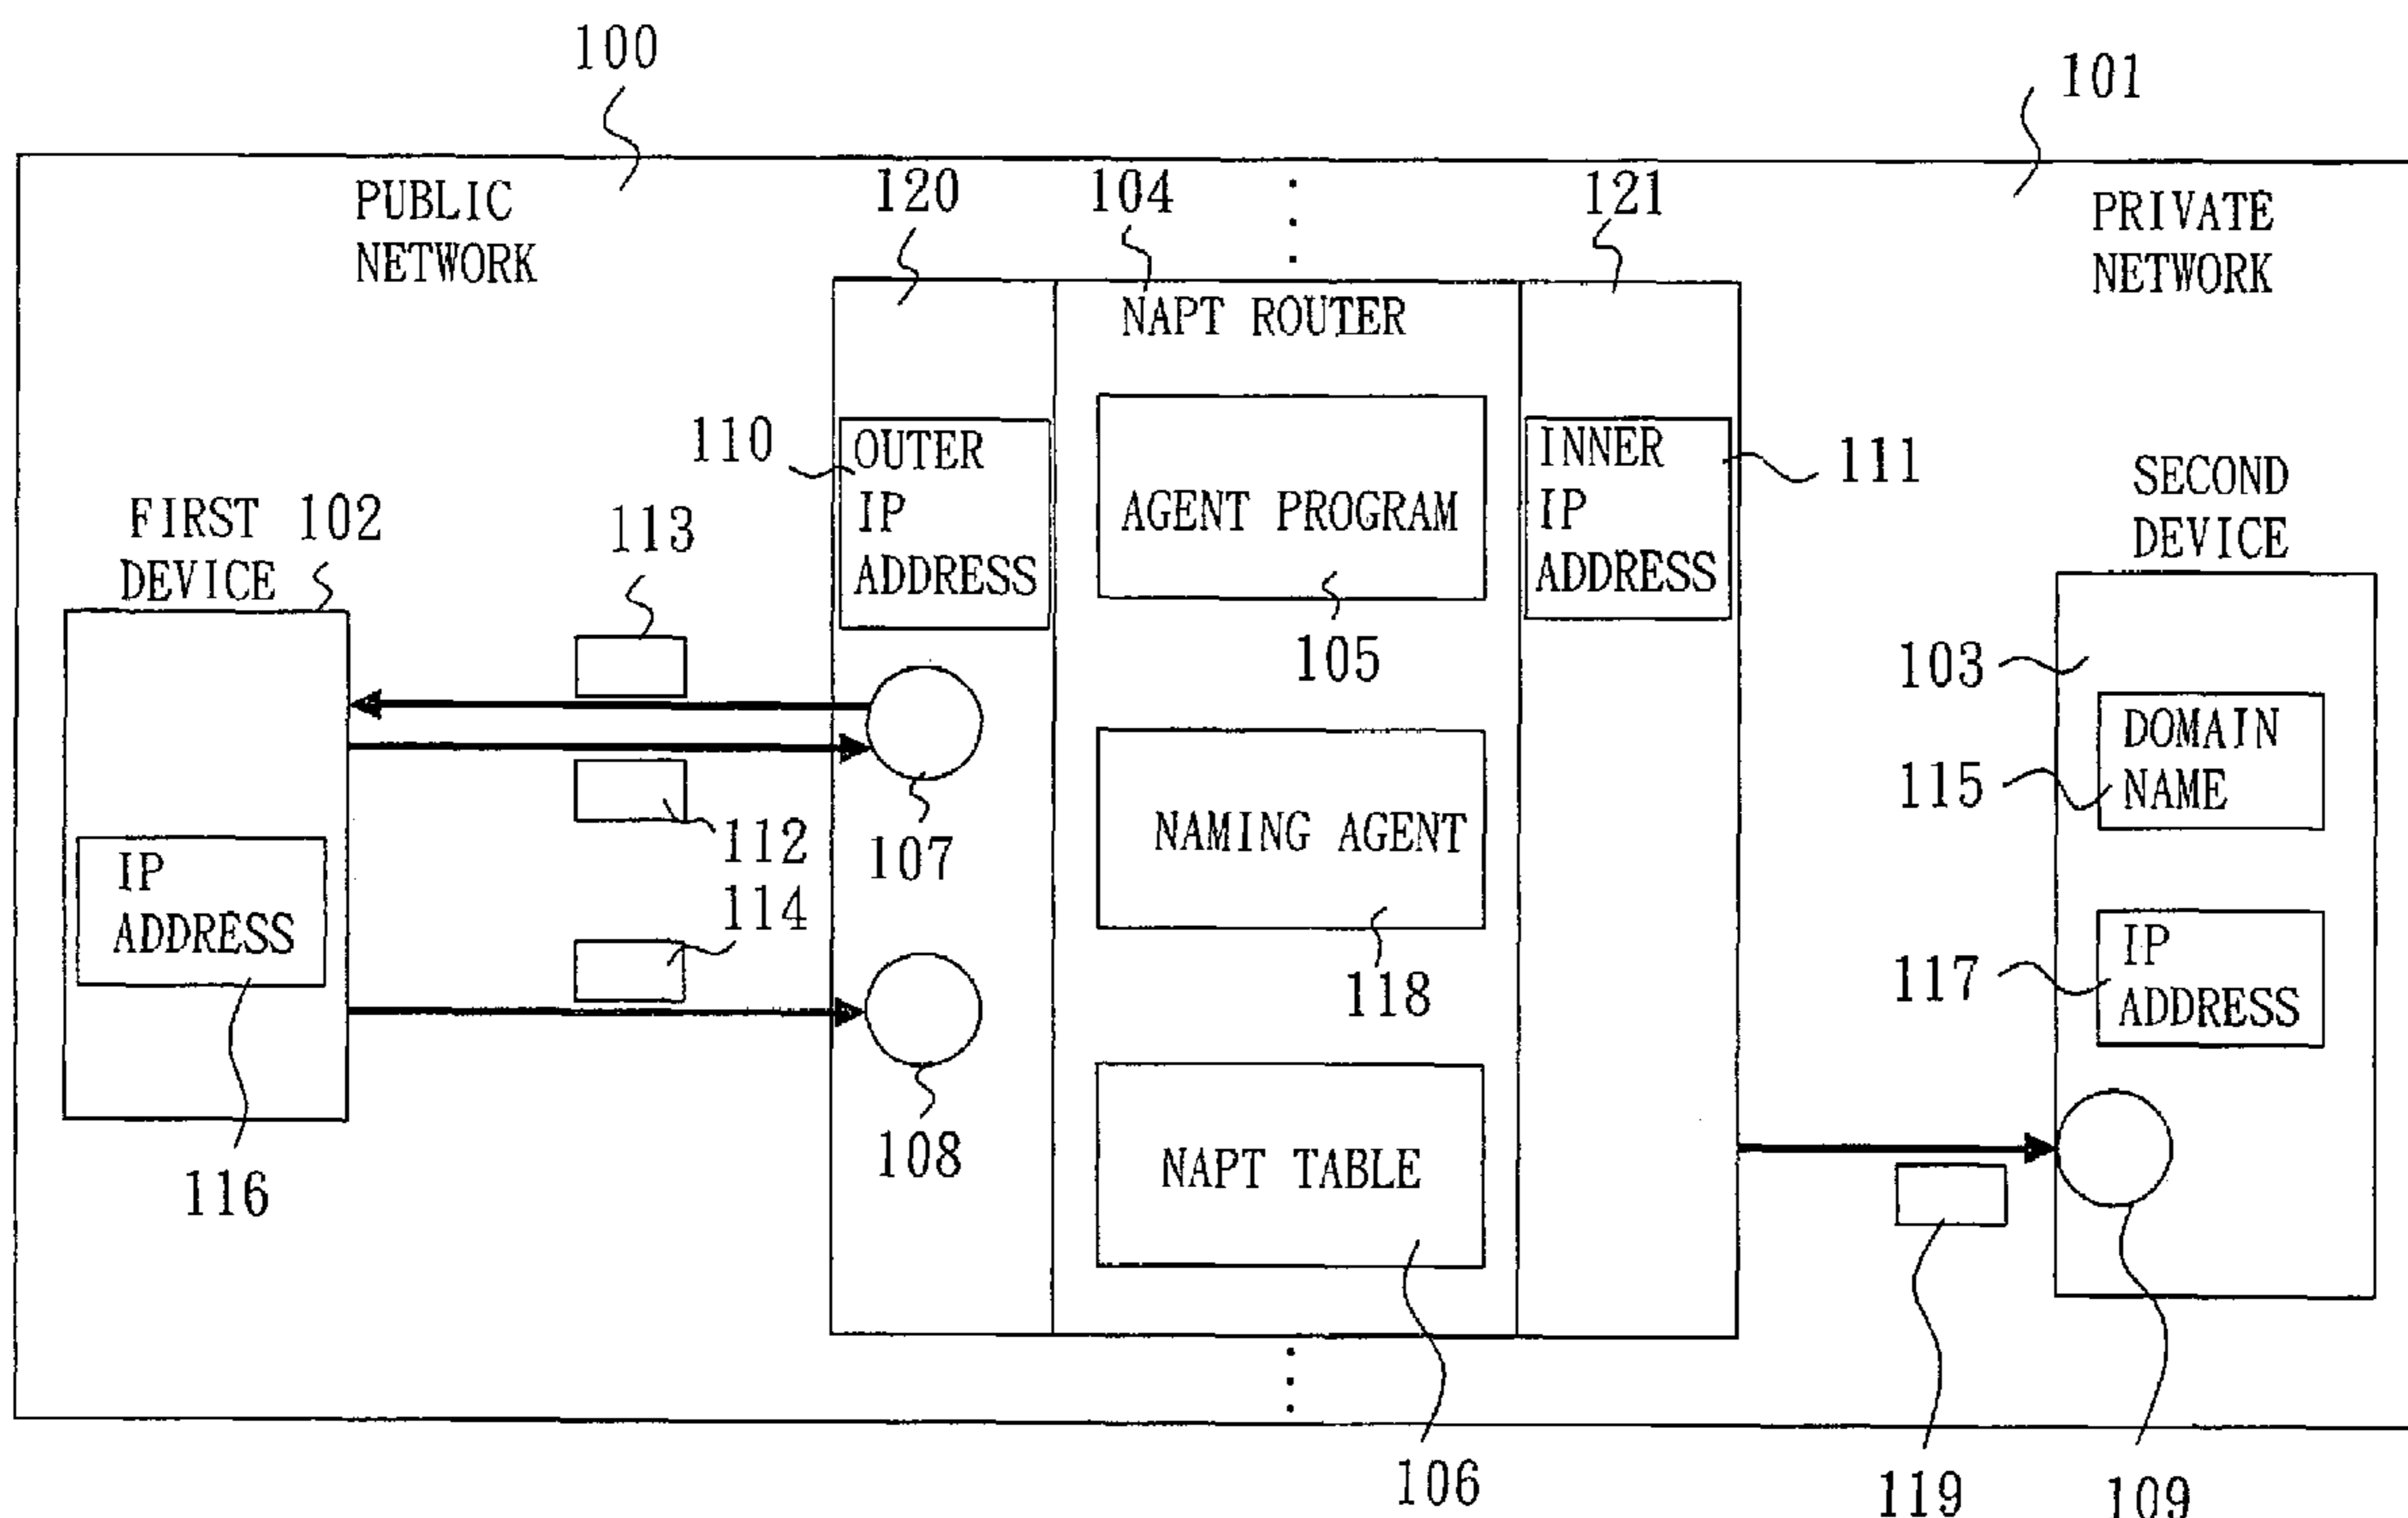 100
101
PUBLIC
NETWORK
120
104
121
PRIVATE
NETWORK
NAPT ROUTER
110
OUTER
IP
ADDRESS
AGENT PROGRAM
105
INNER
IP
ADDRESS
111
SECOND
DEVICE
FIRST
DEVICE
102
113
103
DOMAIN
NAME
115
112
107
NAMING AGENT
118
IP
ADDRESS
114
117
IP
ADDRESS
116
108
NAPT TABLE
106
119
109